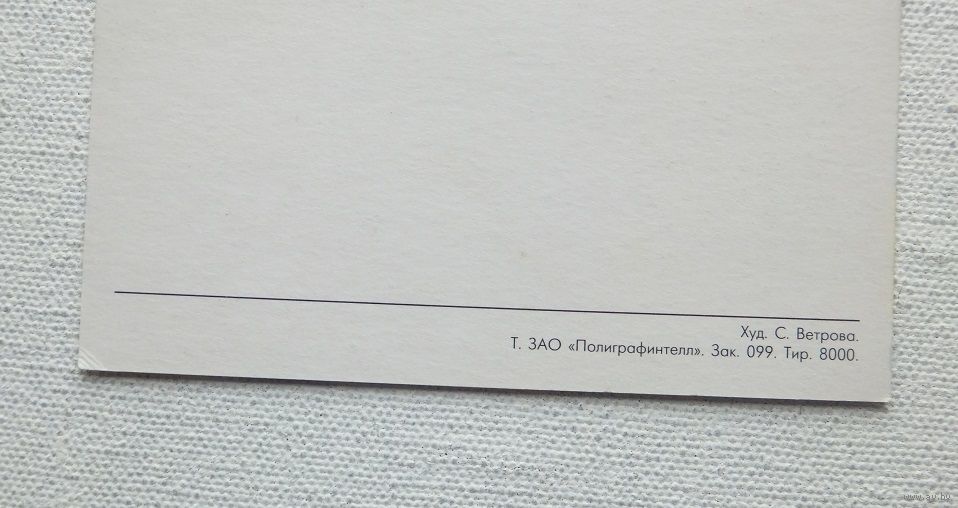 Худ. С. Ветрова.
Т. ЗАО «Полиграфинтелл». Зак. 099. Тир. 8000.